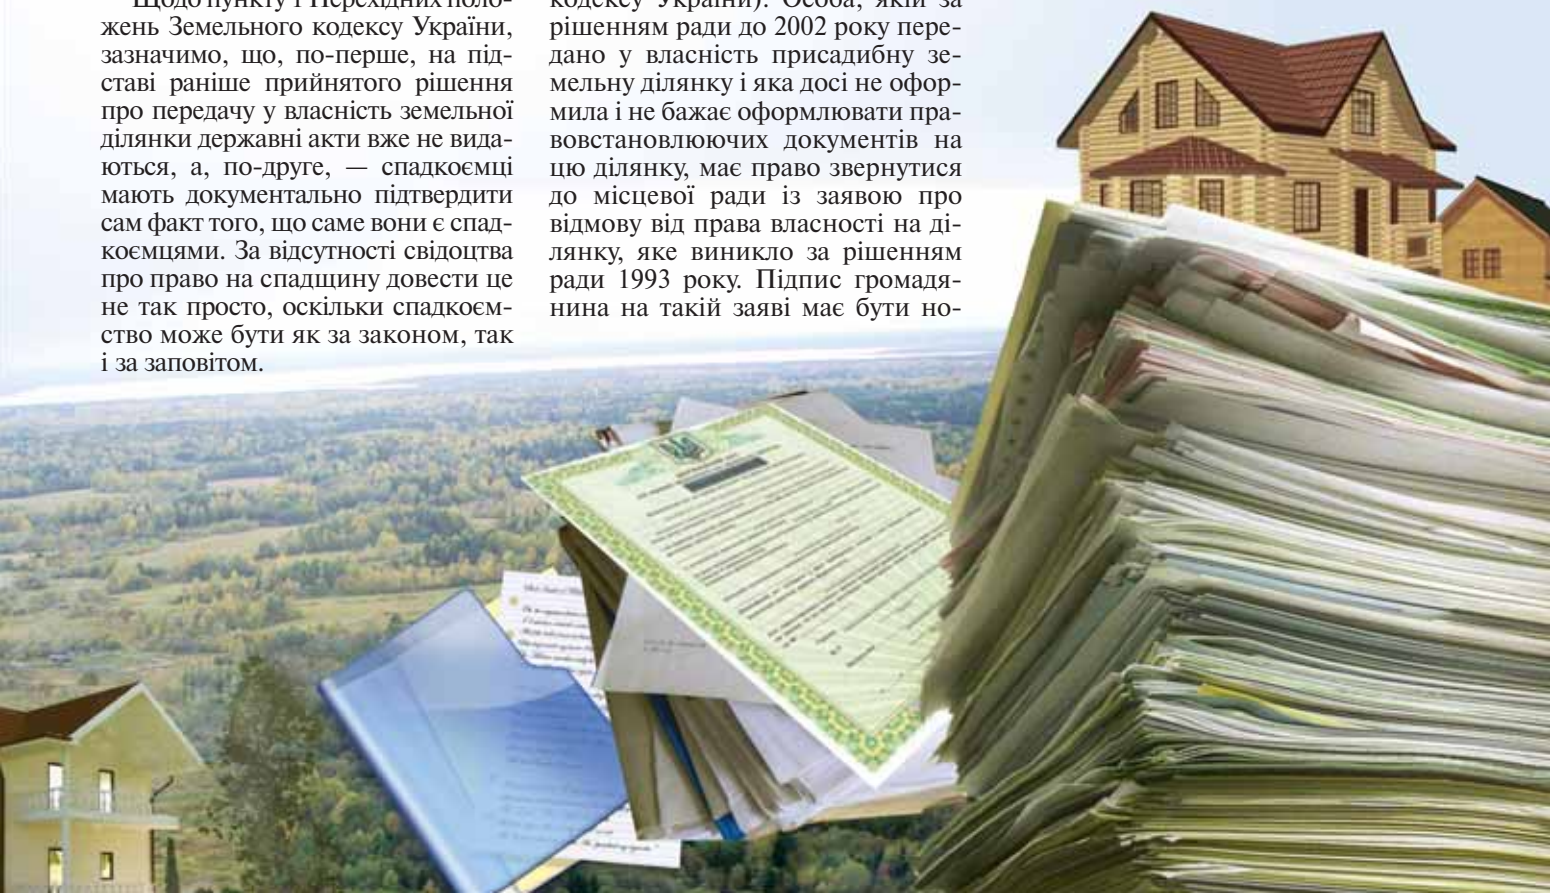 Щодо пункту 1 Перехідних поло-
жень Земельного кодексу України,
зазначимо, що, по-перше, на під-
ставі раніше прийнятого рішення
про передачу у власність земельної
ділянки державні акти вже не вида-
ються, а, по-друге, — спадкоємці
мають документально підтвердити
сам факт того, що саме вони є спад-
коємцями. За відсутності свідоцтва
про право на спадщину довести це
не так просто, оскільки спадкоєм-
ство може бути як за законом, так
і за заповітом.
кодексу України). Особа, якій за
рішенням ради до 2002 року пере-
дано у власність присадибну зе-
мельну ділянку і яка досі не офор-
мила і не бажає оформлювати пра-
вовстановлюючих документів на
цю ділянку, має право звернутися
до місцевої ради із заявою про
відмову від права власності на ді-
лянку, яке виникло за рішенням
ради 1993 року. Підпис громадя-
нина на такій заяві має бути но-